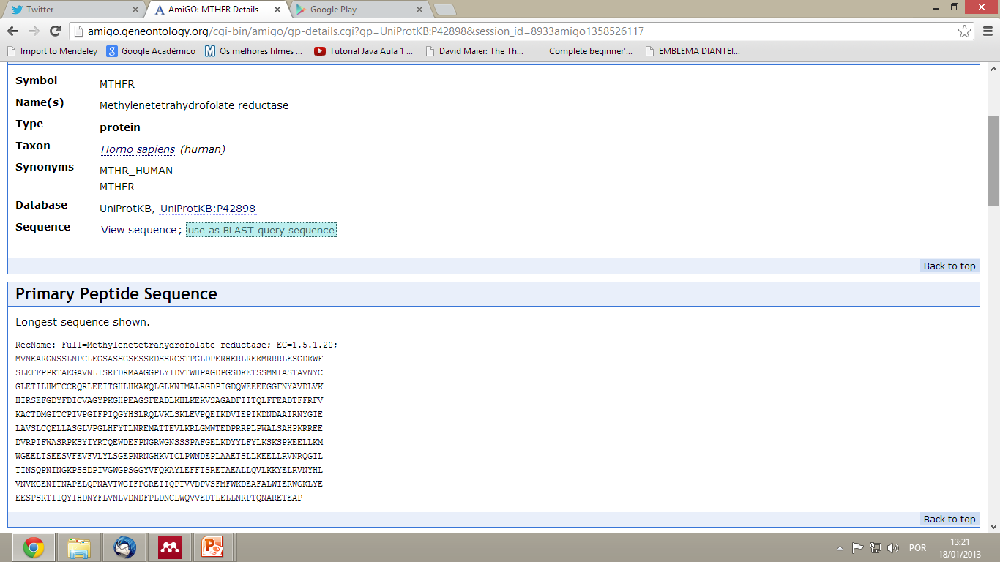 Twitter
AmiGO: MTHFR Details
Google Play
amigo.geneontology.org/cgi-bin/amigo/gp-details.cgi?gp=UniProtKB:P42898&session_id=8933amigo1358526117
Import to Mendeley
Google Acadêmico
Os melhores filmes ...
Tutorial Java Aula 1 ...
David Maier: The Th...
Complete beginner'...
EMBLEMA DIANTEI...
Symbol MTHFR
Name(s) Methylenetetrahydrofolate reductase
Type protein
Taxon Homo sapiens (human)
Synonyms MTHR_HUMAN
MTHFR
Database UniProtKB, UniProtKB:P42898
Sequence View sequence; use as BLAST query sequence
Back to top
Primary Peptide Sequence
Longest sequence shown.
RecName: Full=Methylenetetrahydrofolate reductase; EC=1.5.1.20;
MVNEARGNSSLNPCLEGSASSGSESSKDSSRCSTPGLDPERHERLREKMRRRLESGDKWF
SLEFFPPRTAEGAVNLISRFDRMAAGGPLYIDVTWHPAGDPGSDKETSSMMIASTAVNYC
GLETILHMTCCRQRLEEITGHLHKAKQLGLKNIMALRGDPIGDQWEEEEGGFNYAVDLVK
HIRSEFGDYFDICVAGYPKGHPEAGSFEADLKHLKEKVSAGADFIITQLFFEADTFFRFV
KACTDMGITCPIVPGIFPIQGYHSLRQLVKLSKLEVPQEIKDVIEPIKDNDAAIRNYGIE
LAVSLCQELLASGLVPGLHFYTLNREMATTEVLKRLGMWTEDPRRPLPWALSAHPKRREE
DVRPIFWASRPKSYIYRTQEWDEFPNGRWGNSSSPAFGELKDYYLFYLKSKSPKEELLKM
WGEELTSEESVFEVFVLYLSGEPNRNGHKVTCLPWNDEPLAAETSLLKEELLRVNRQGIL
TINSQPNINGKPSSDPIVGWGPSGGYVFQKAYLEFFTSRETAEALLQVLKKYELRVNYHL
VNVKGENITNAPELQPNAVTWGIFPGREIIQPTVVDPVSFMFWKDEAFALWIERWGKLYE
EESPSRTIIQYIHDNYFLVNLVDNDFPLDNCLWQVVEDTLELLNRPTQNARETEAP
Back to top
POR
13:21
18/01/2013